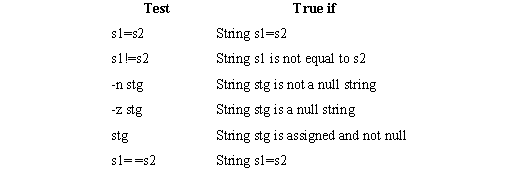 Test True if
s1=s2 String s1=s2
s1!=s2 String s1 is not equal to s2
-n stg String stg is not a null string
-z stg String stg is a null string
stg String stg is assigned and not null
s1= =s2 String s1=s2